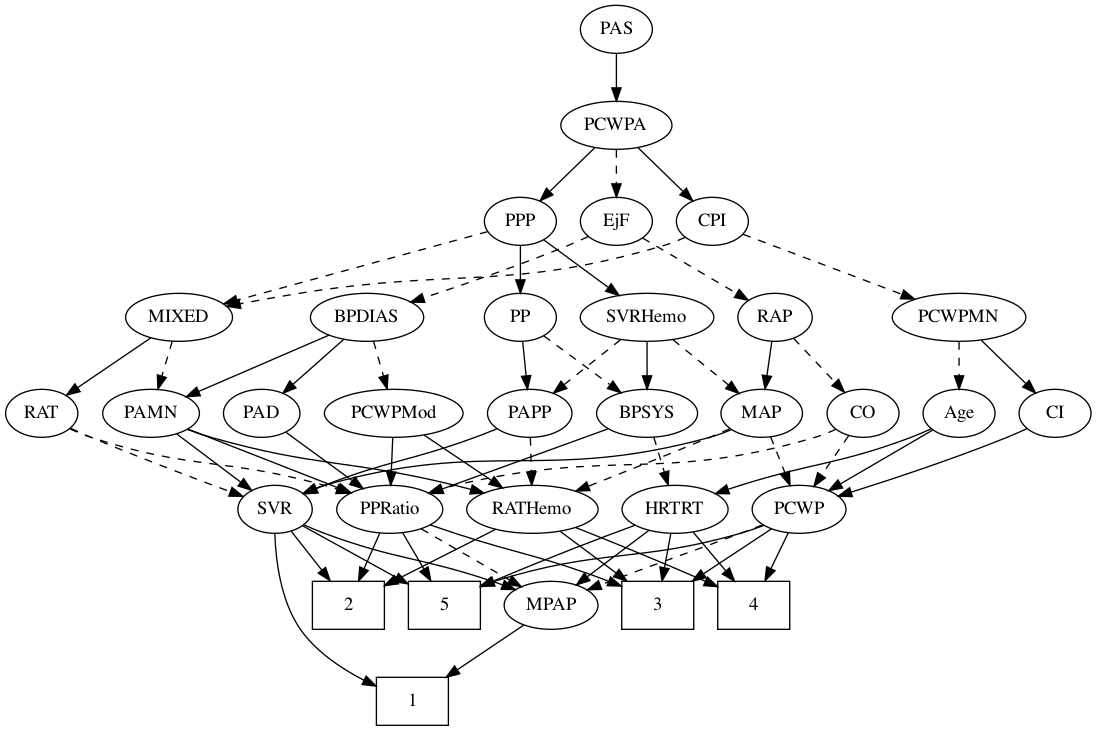 PAS
PCWPA
PPP EjF CPI
MIXED BPDIAS PP SVRHemo RAP PCWPMN
RAT PAMN PAD PCWPMod PAPP BPSYS MAP CO Age CI
SVR PPRatio RATHemo HRTRT PCWP
2 5 MPAP 3 4
1